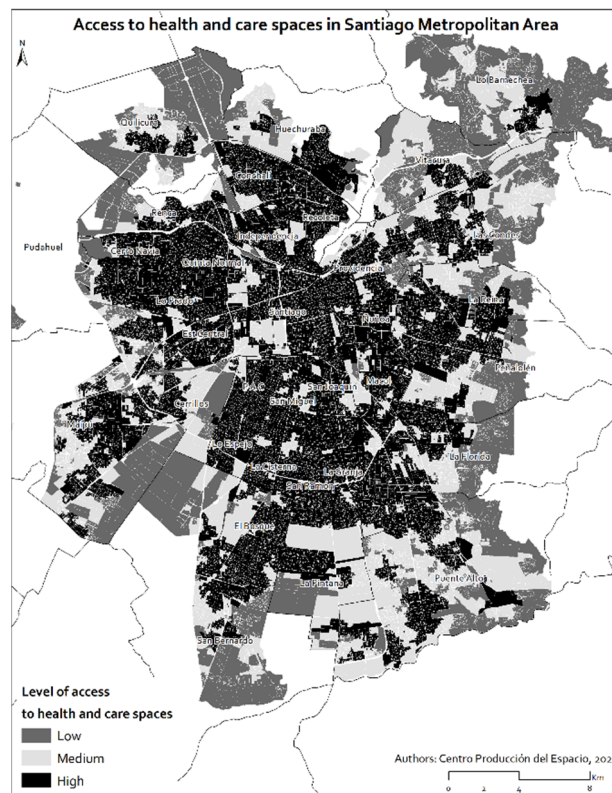 Access to health and care spaces in Santiago Metropolitan Area
N
Lo Barnechea
Quilicura
Huechuraba
Vitacura
Conchalí
Renca
Recoleta
Independencia
Las Condes
Pudahuel
Cerro Navia
Quinta Normal
Providencia
Lo Prado
Santiago
La Reina
Est Central
Ñuñoa
Peñalolén
P.A.C
San Joaquín
Macul
Cerrillos
San Miguel
Maipú
Lo Espejo
La Florida
La Cisterna
La Granja
San Ramón
El Bosque
La Pintana
Puente Alto
San Bernardo
Level of access
to health and care spaces
Low
Medium
High
Authors: Centro Producción del Espacio, 202
Km
0 2 4 8